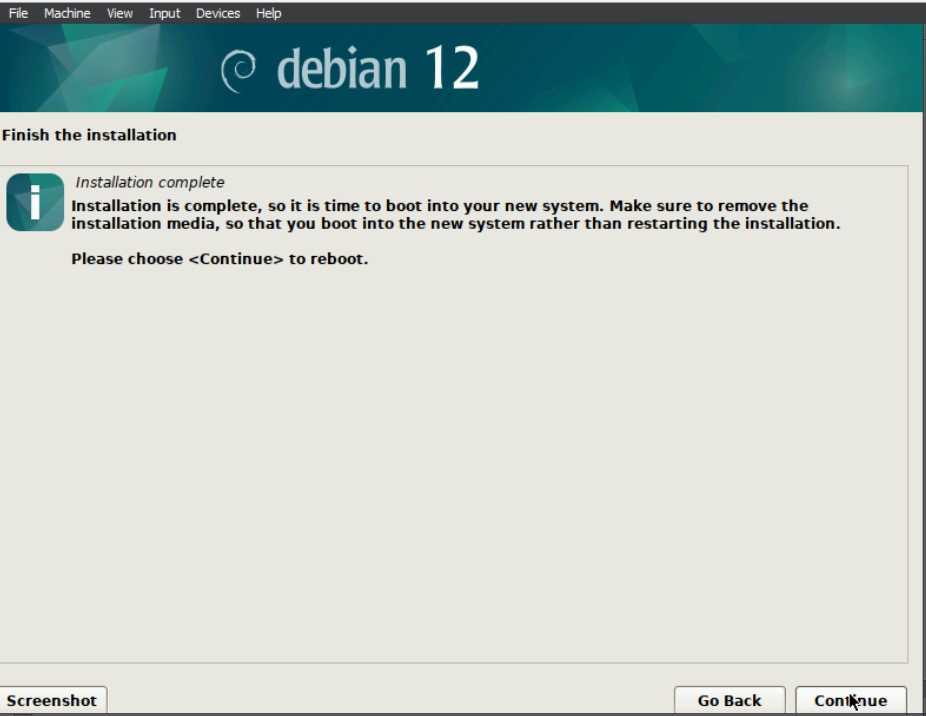 File Machine View Input Devices Help
debian 12
Finish the installation
Installation complete
Installation is complete, so it is time to boot into your new system. Make sure to remove the
installation media, so that you boot into the new system rather than restarting the installation.
Please choose <Continue> to reboot.
Screenshot Go Back Continue